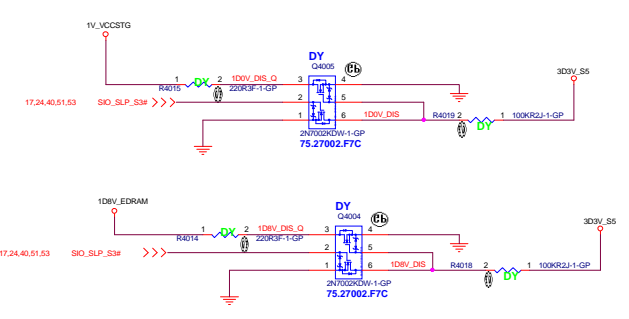 1V_VCCSTG
DY
Q4005
3D3V_S5
1 DY 2 1D0V_DIS_Q 3 4
R4015 220R3F-1-GP
17,24,40,51,53 SIO_SLP_S3# 2 5
1 6 1D0V_DIS R4019 2 DY 1 100KR2J-1-GP
2N7002KDW-1-GP
75.27002.F7C
1D8V_EDRAM
DY
Q4004
3D3V_S5
1 DY 2 1D8V_DIS_Q 3 4
R4014 220R3F-1-GP
17,24,40,51,53 SIO_SLP_S3# 2 5
1 6 1D8V_DIS R4018 2 DY 1 100KR2J-1-GP
2N7002KDW-1-GP
75.27002.F7C